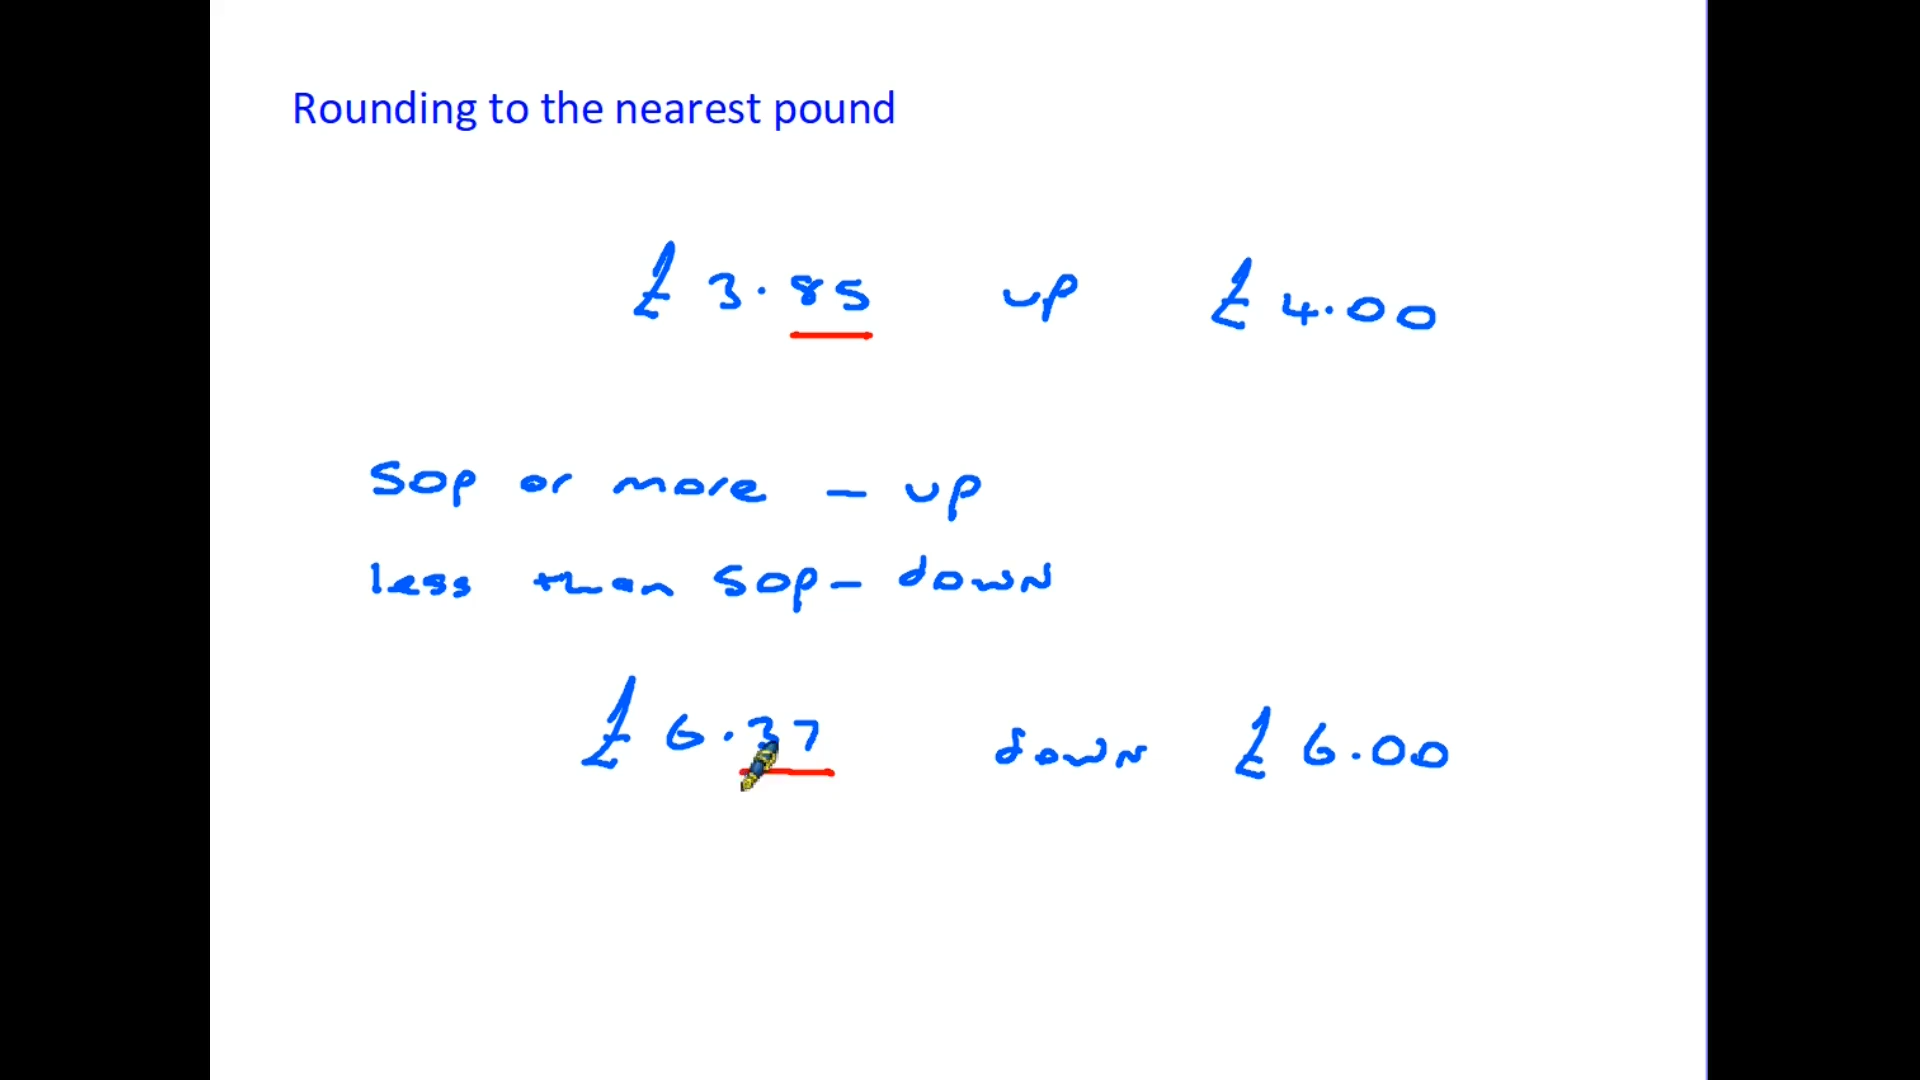 Rounding to the nearest pound
£3.85 up £4.00
50p or more - up
less than 50p - down
£6.37 down £6.00